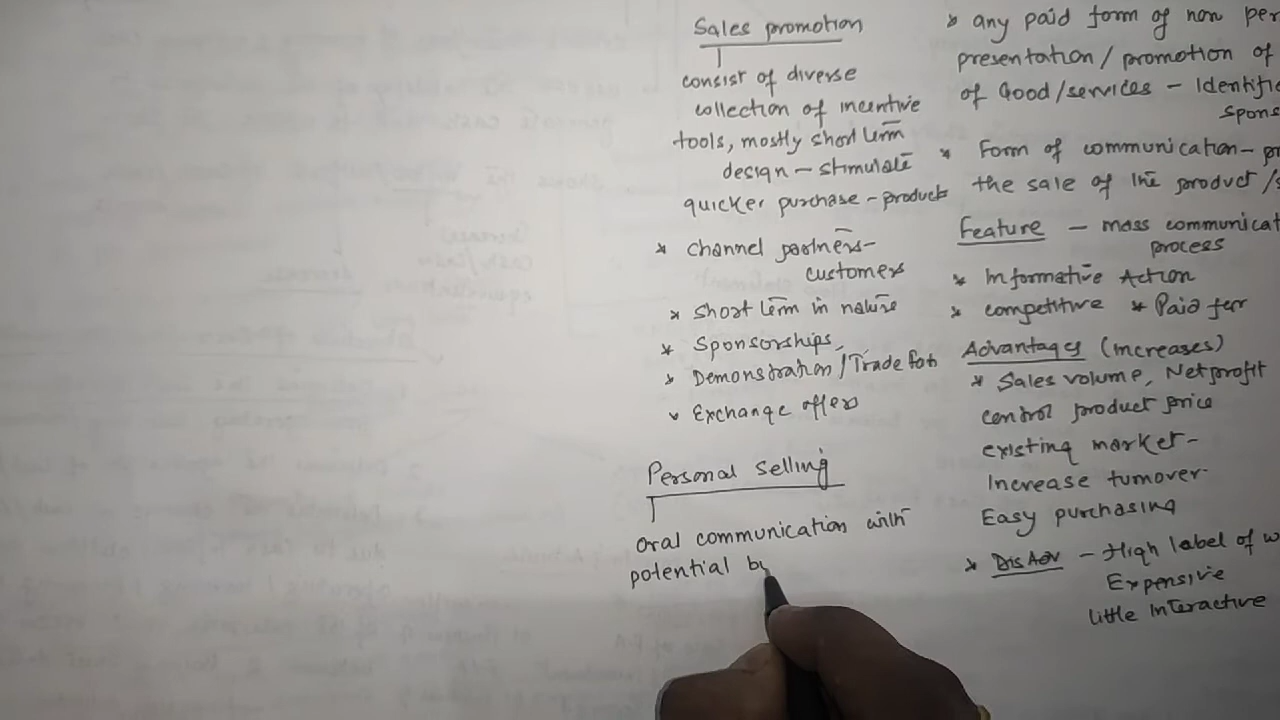 Sales promotion
consist of diverse
collection of incentive
tools, mostly short term
design - stimulate
quicker purchase - product
* channel partners -
customers
* short term in nature
* Sponsorships,
* Demonstration / Trade
* Exchange offers
Personal Selling
oral communication with
potential by
* any paid form of non per
presentation / promotion of
of Good / services - Identifie
Spons
* Form of communication - pr
the sale of the product / s
Feature - mass communicat
process
* Informative Action
* competitive * Paid
Advantages (increases)
* Sales volume, Net profit
control product price
existing market -
Increase turnover
Easy purchasing
* DisAdv - High label of w
Expensive
little Interactive